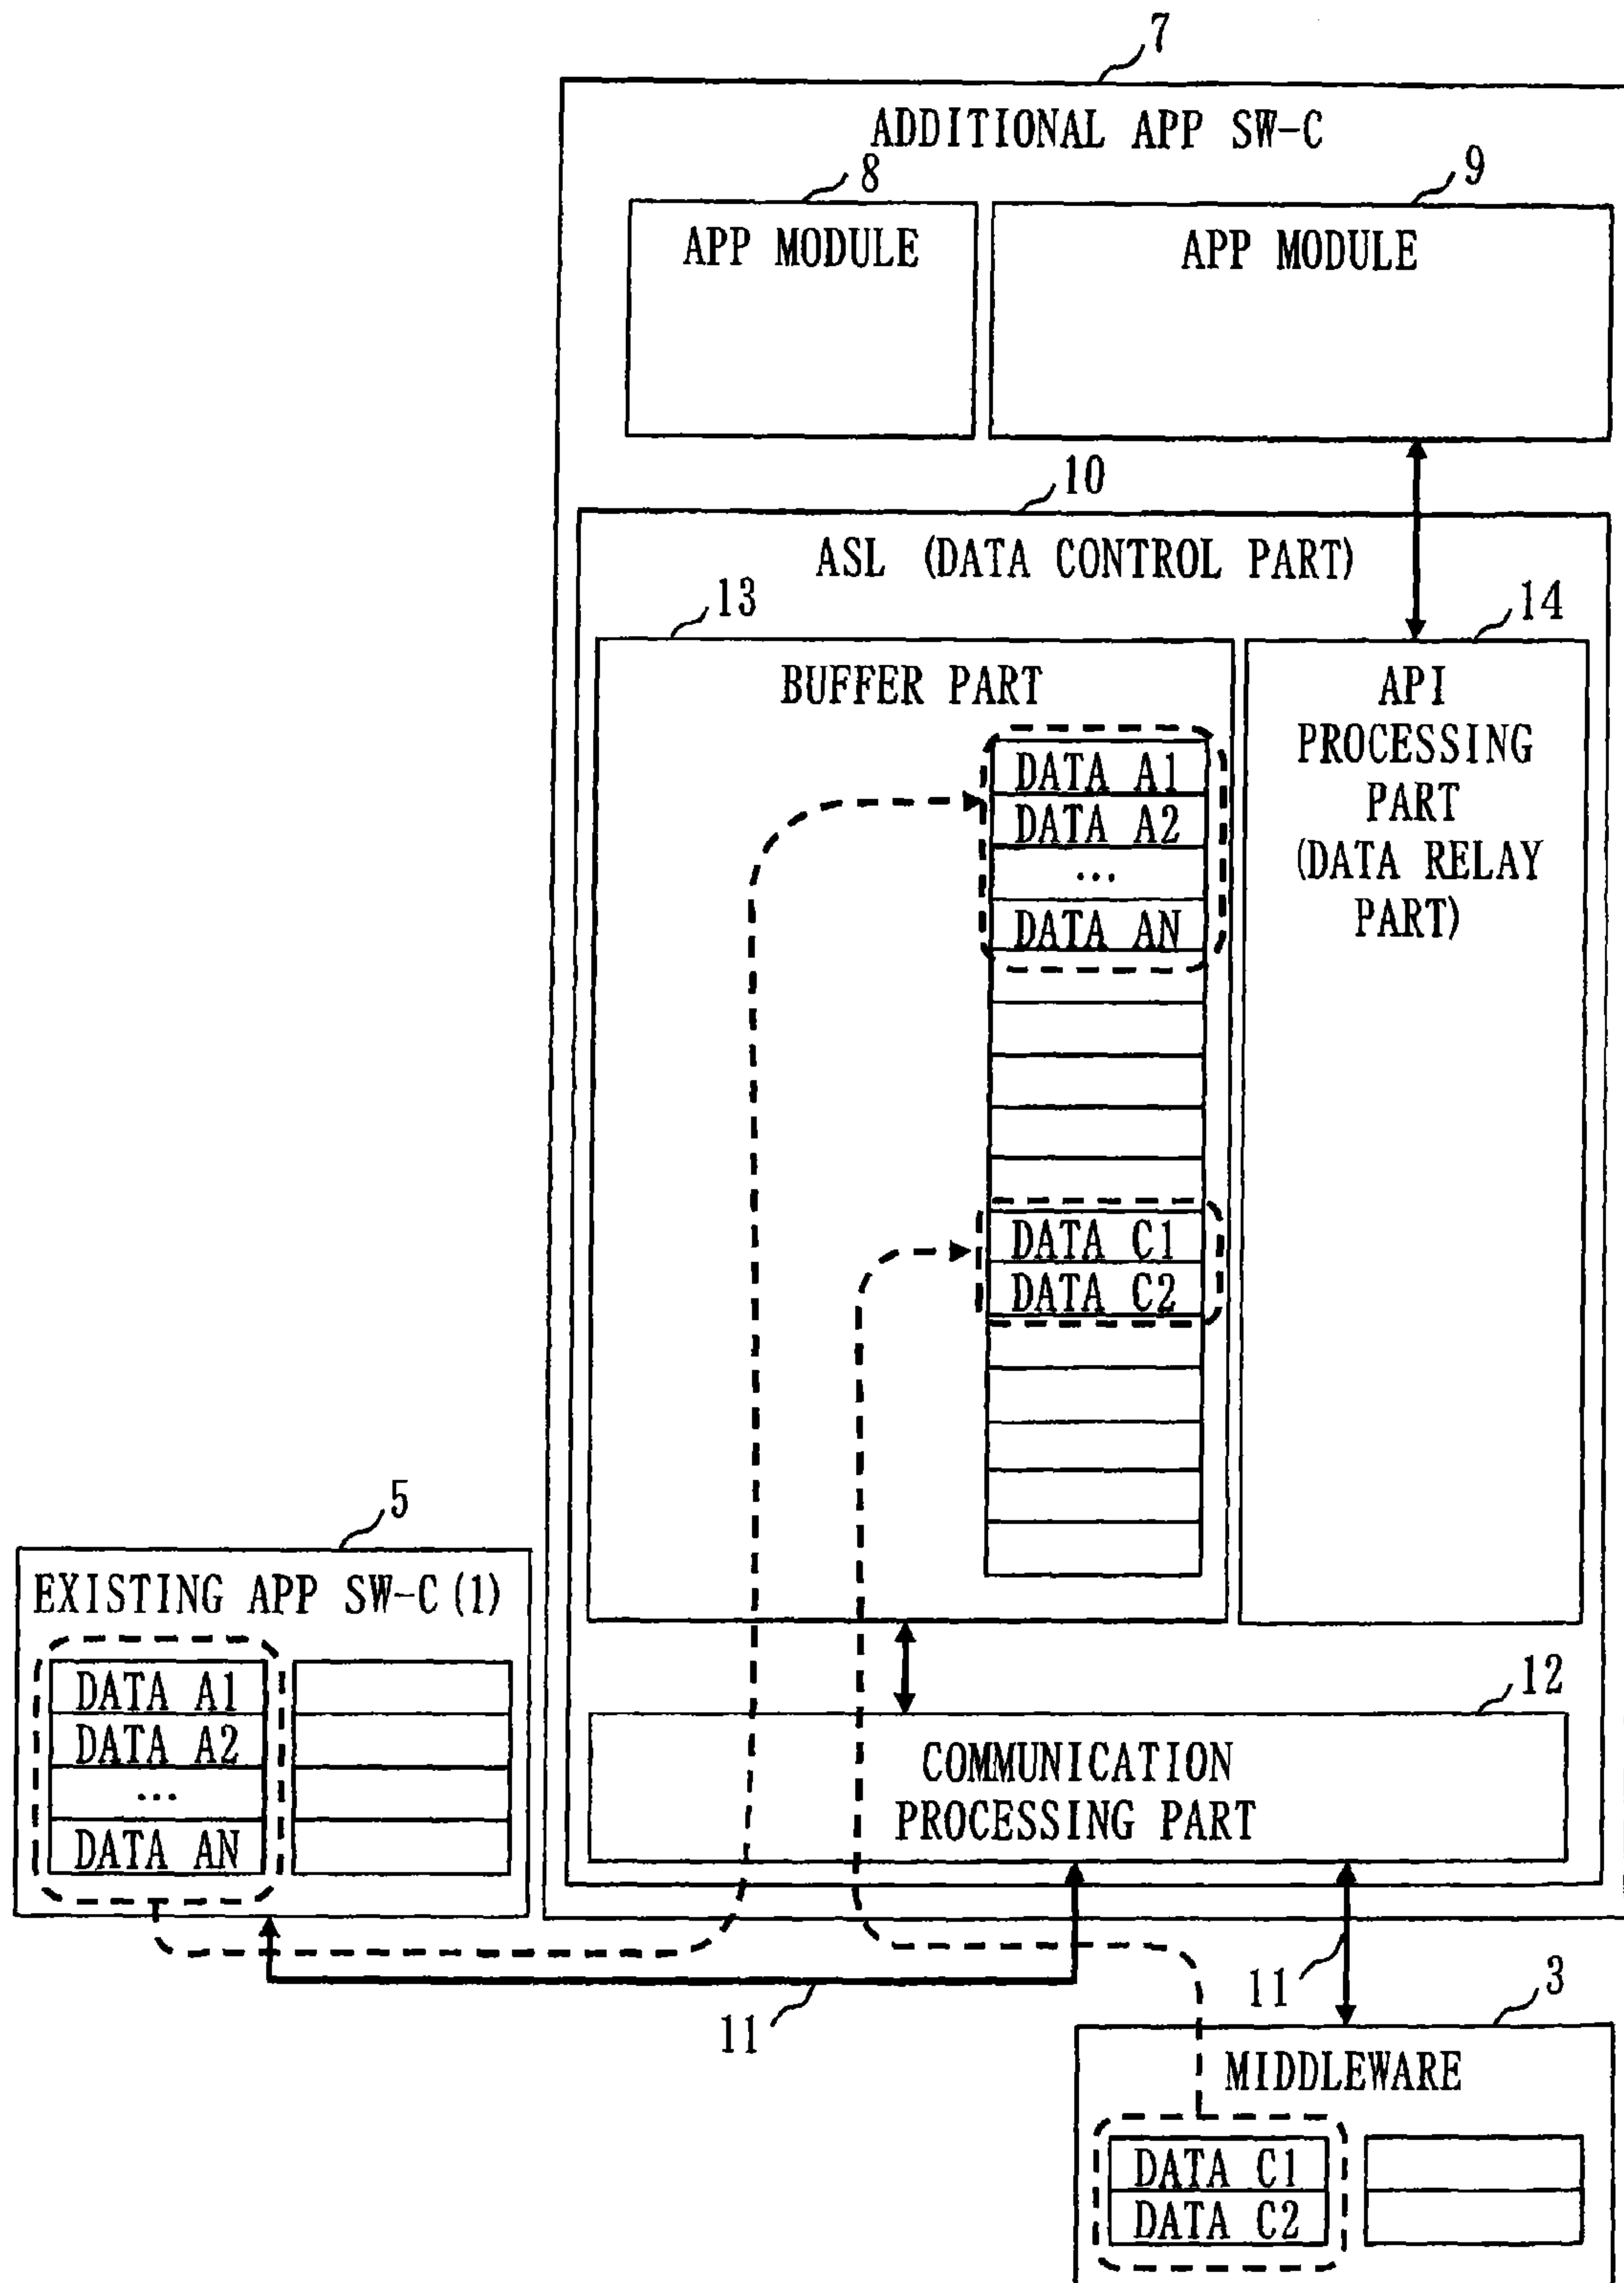 7
ADDITIONAL APP SW-C
8
9
APP MODULE
APP MODULE
10
ASL (DATA CONTROL PART)
13
14
BUFFER PART
API
PROCESSING
PART
(DATA RELAY
PART)
DATA A1
DATA A2
...
DATA AN
DATA C1
DATA C2
5
EXISTING APP SW-C(1)
DATA A1
DATA A2
...
DATA AN
12
COMMUNICATION
PROCESSING PART
11
11
3
MIDDLEWARE
DATA C1
DATA C2